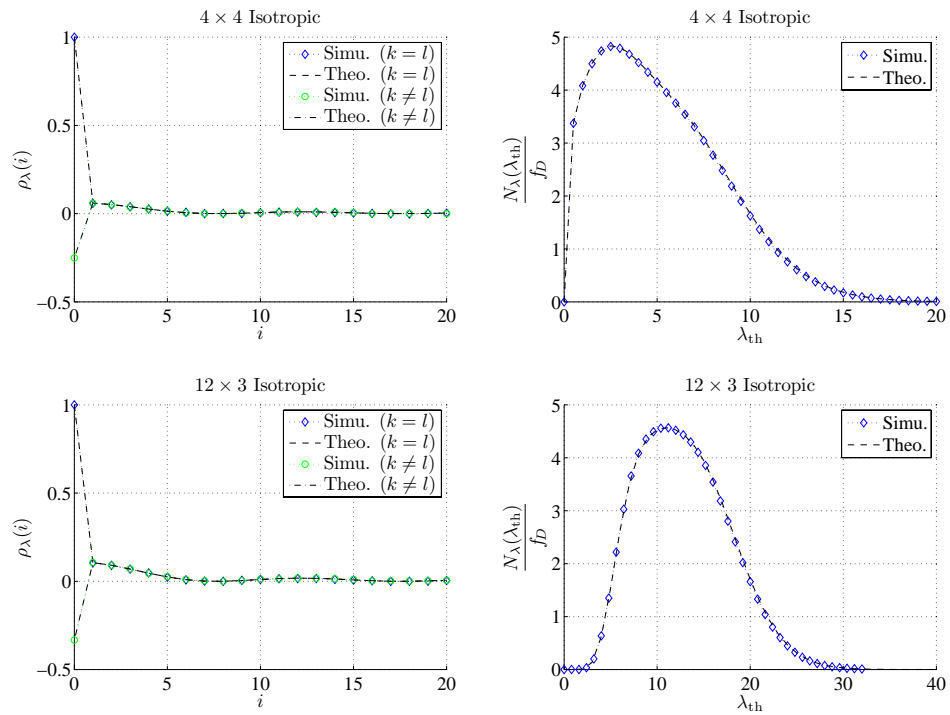 4 × 4 Isotropic
1
0.5
0
−0.5
ρλ(i)
0 5 10 15 20
i
Simu. (k = l)
Theo. (k = l)
Simu. (k ≠ l)
Theo. (k ≠ l)
4 × 4 Isotropic
5
4
3
2
1
0
Nλ(λth)
fD
0 5 10 15 20
λth
Simu.
Theo.
12 × 3 Isotropic
1
0.5
0
−0.5
ρλ(i)
0 5 10 15 20
i
Simu. (k = l)
Theo. (k = l)
Simu. (k ≠ l)
Theo. (k ≠ l)
12 × 3 Isotropic
5
4
3
2
1
0
Nλ(λth)
fD
0 10 20 30 40
λth
Simu.
Theo.